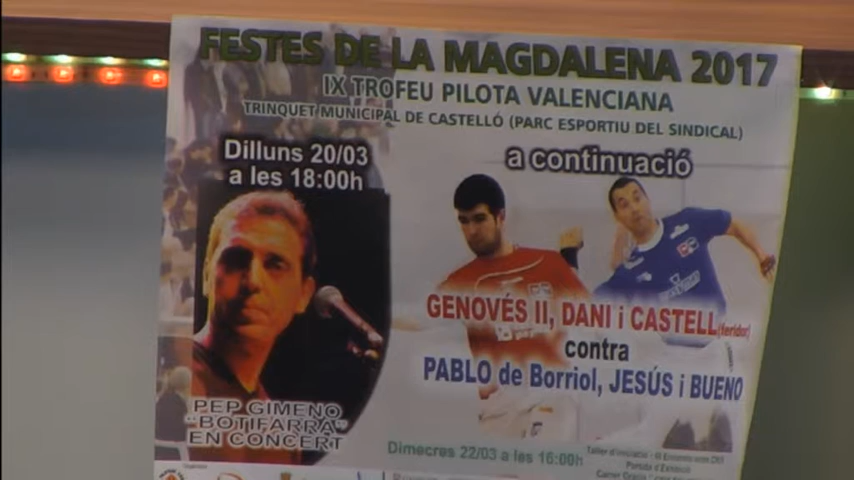 FESTES DE LA MAGDALENA 2017
IX TROFEU PILOTA VALENCIANA
TRINQUET MUNICIPAL DE CASTELLÓ (PARC ESPORTIU DEL SINDICAL)
Dilluns 20/03
a les 18:00h
PEP GIMENO
"BOTIFARRA"
EN CONCERT
a continuació
GENOVÉS II, DANI i CASTELL (feridor)
contra
PABLO de Borriol, JESÚS i BUENO
Dimecres 22/03 a les 16:00h